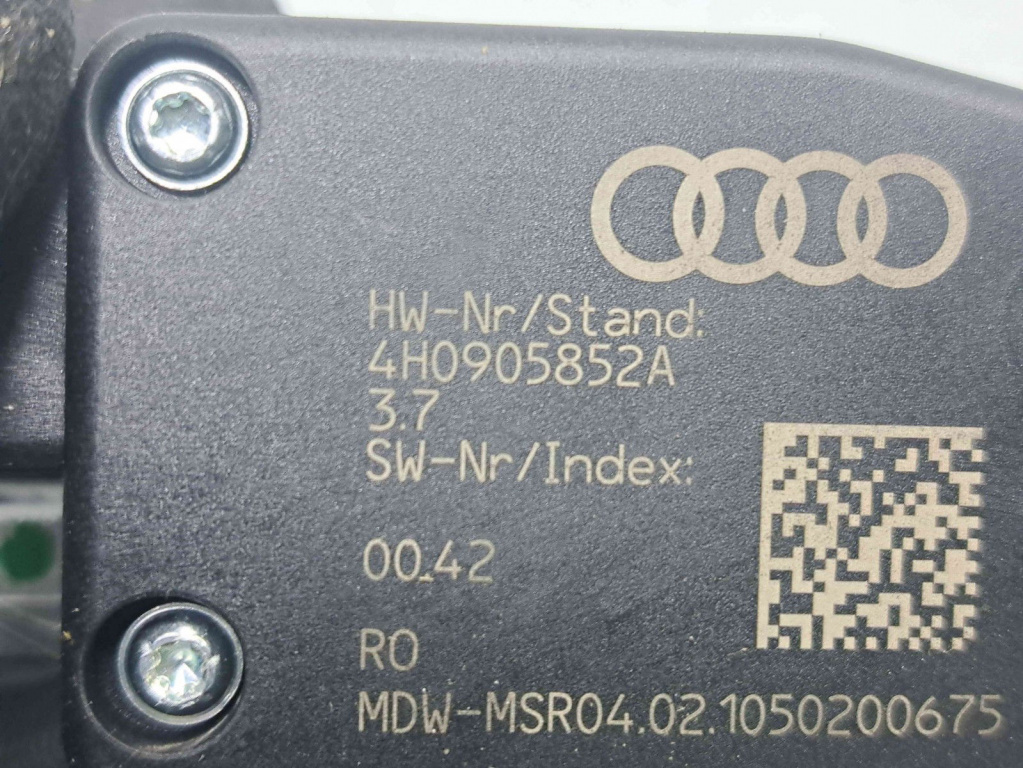 HW-Nr/Stand:
4H0905852A
3.7
SW-Nr/Index:
00.42
RO
MDW-MSR04.02.1050200675